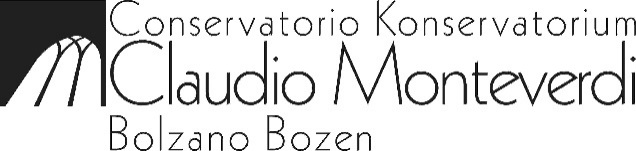 Conservatorio Konservatorium
Claudio Monteverdi
Bolzano Bozen